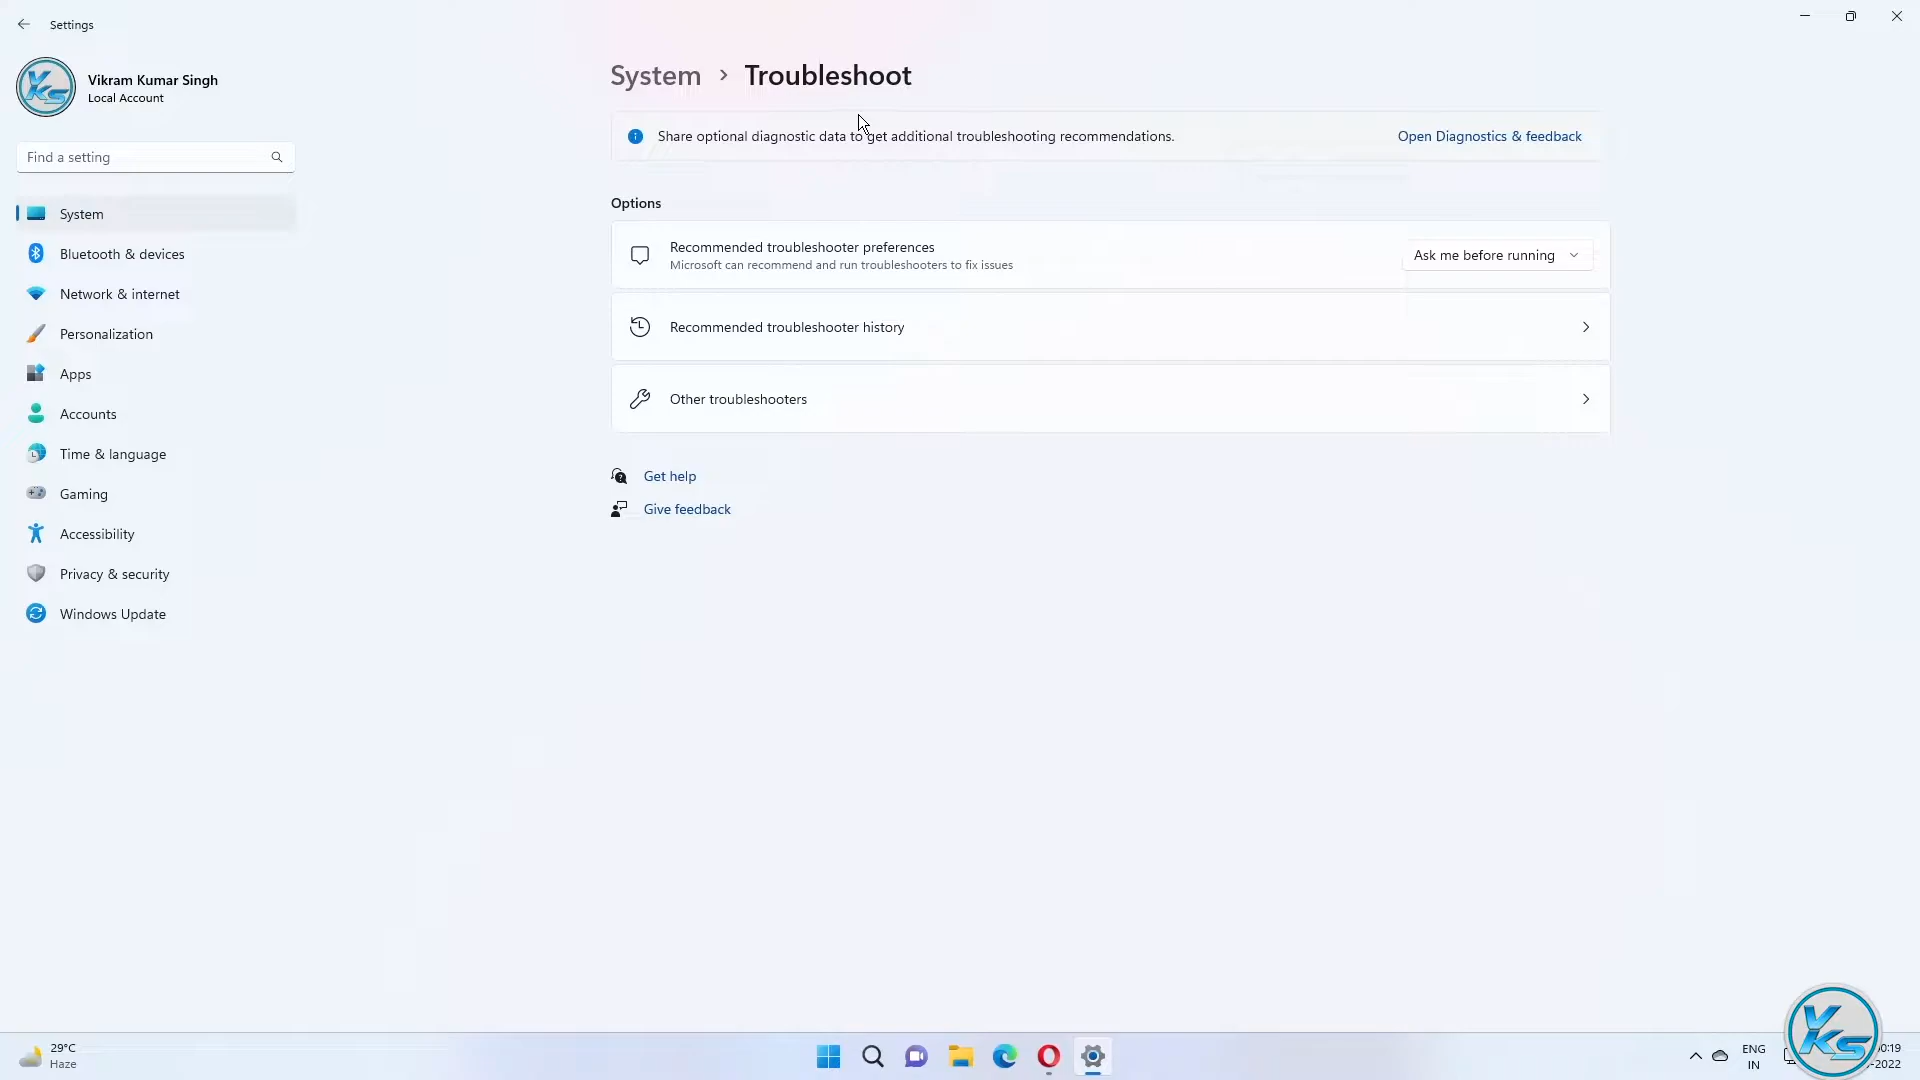 Settings
Vikram Kumar Singh
Local Account
Find a setting
System
Bluetooth & devices
Network & internet
Personalization
Apps
Accounts
Time & language
Gaming
Accessibility
Privacy & security
Windows Update
System > Troubleshoot
Share optional diagnostic data to get additional troubleshooting recommendations.
Open Diagnostics & feedback
Options
Recommended troubleshooter preferences
Microsoft can recommend and run troubleshooters to fix issues
Ask me before running
Recommended troubleshooter history
Other troubleshooters
Get help
Give feedback
29°C
Haze
ENG
IN
YKS